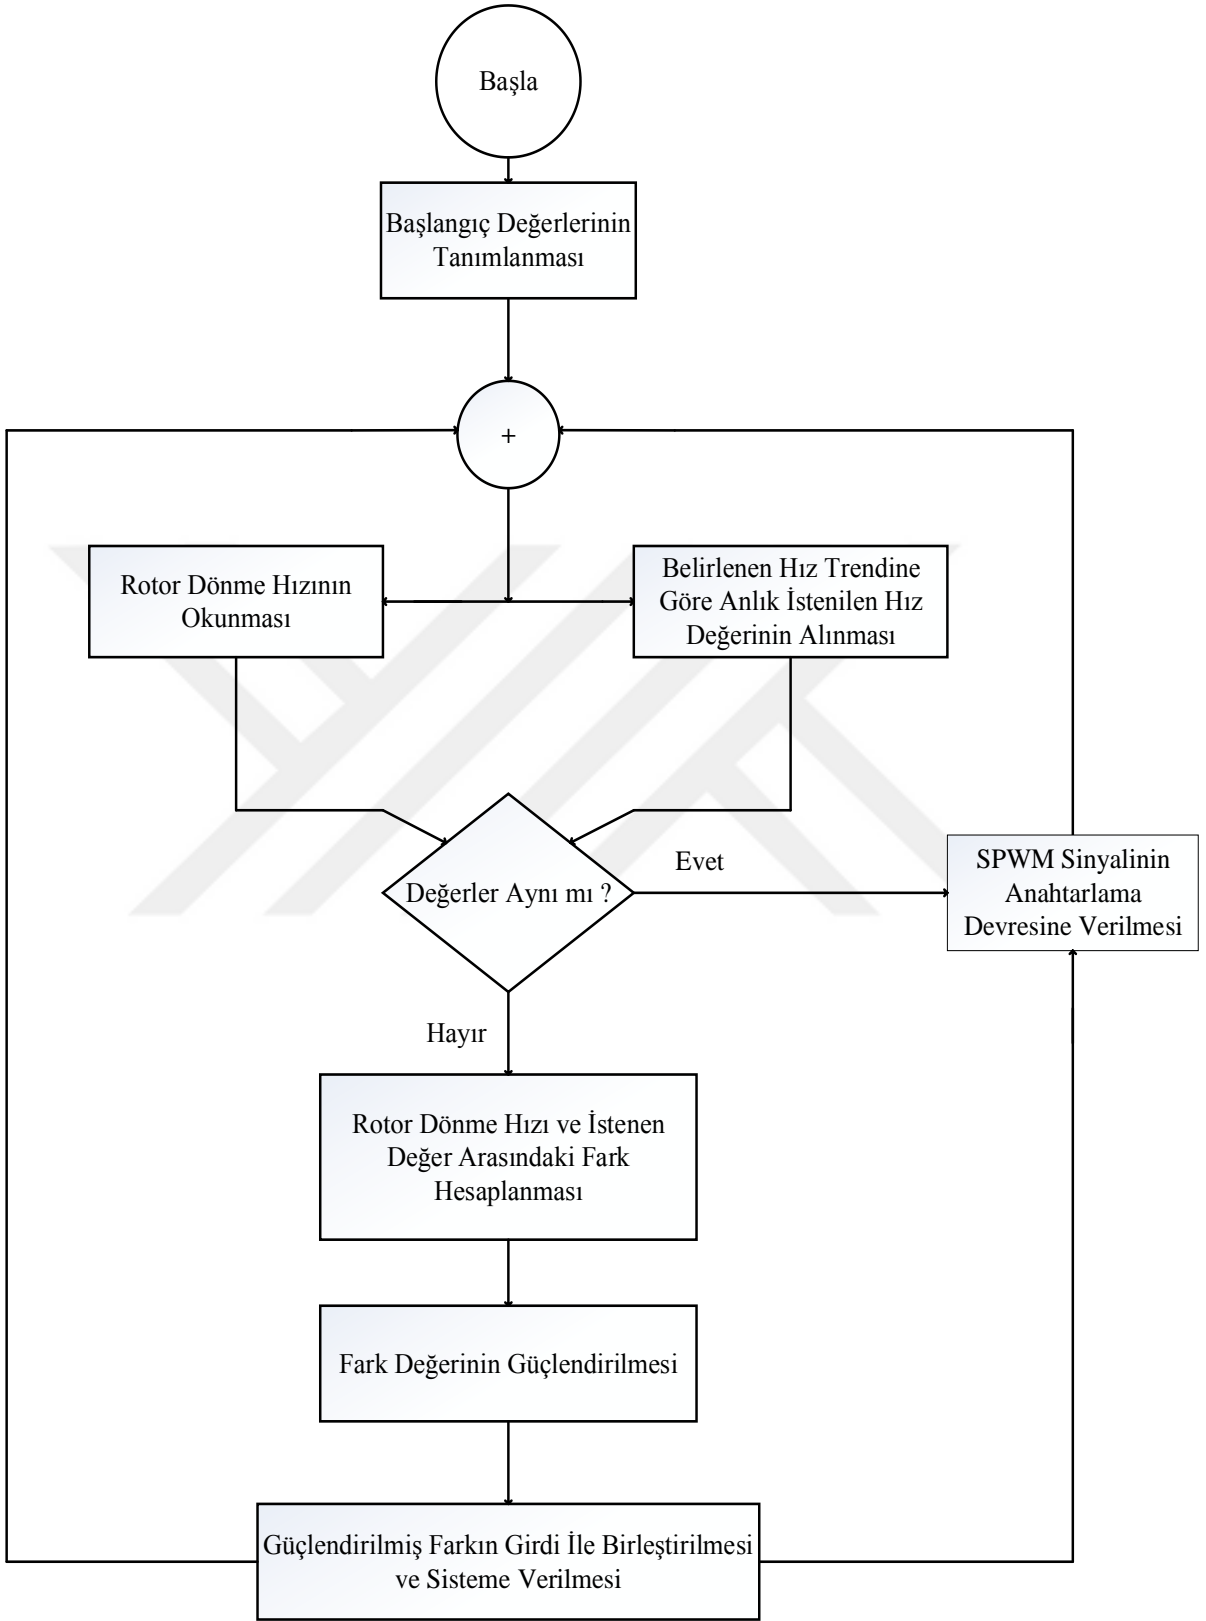 Başla
Başlangıç Değerlerinin
Tanımlanması
+
Rotor Dönme Hızının
Okunması
Belirlenen Hız Trendine
Göre Anlık İstenilen Hız
Değerinin Alınması
Değerler Aynı mı ?
Evet
SPWM Sinyalinin
Anahtarlama
Devresine Verilmesi
Hayır
Rotor Dönme Hızı ve İstenen
Değer Arasındaki Fark
Hesaplanması
Fark Değerinin Güçlendirilmesi
Güçlendirilmiş Farkın Girdi İle Birleştirilmesi
ve Sisteme Verilmesi